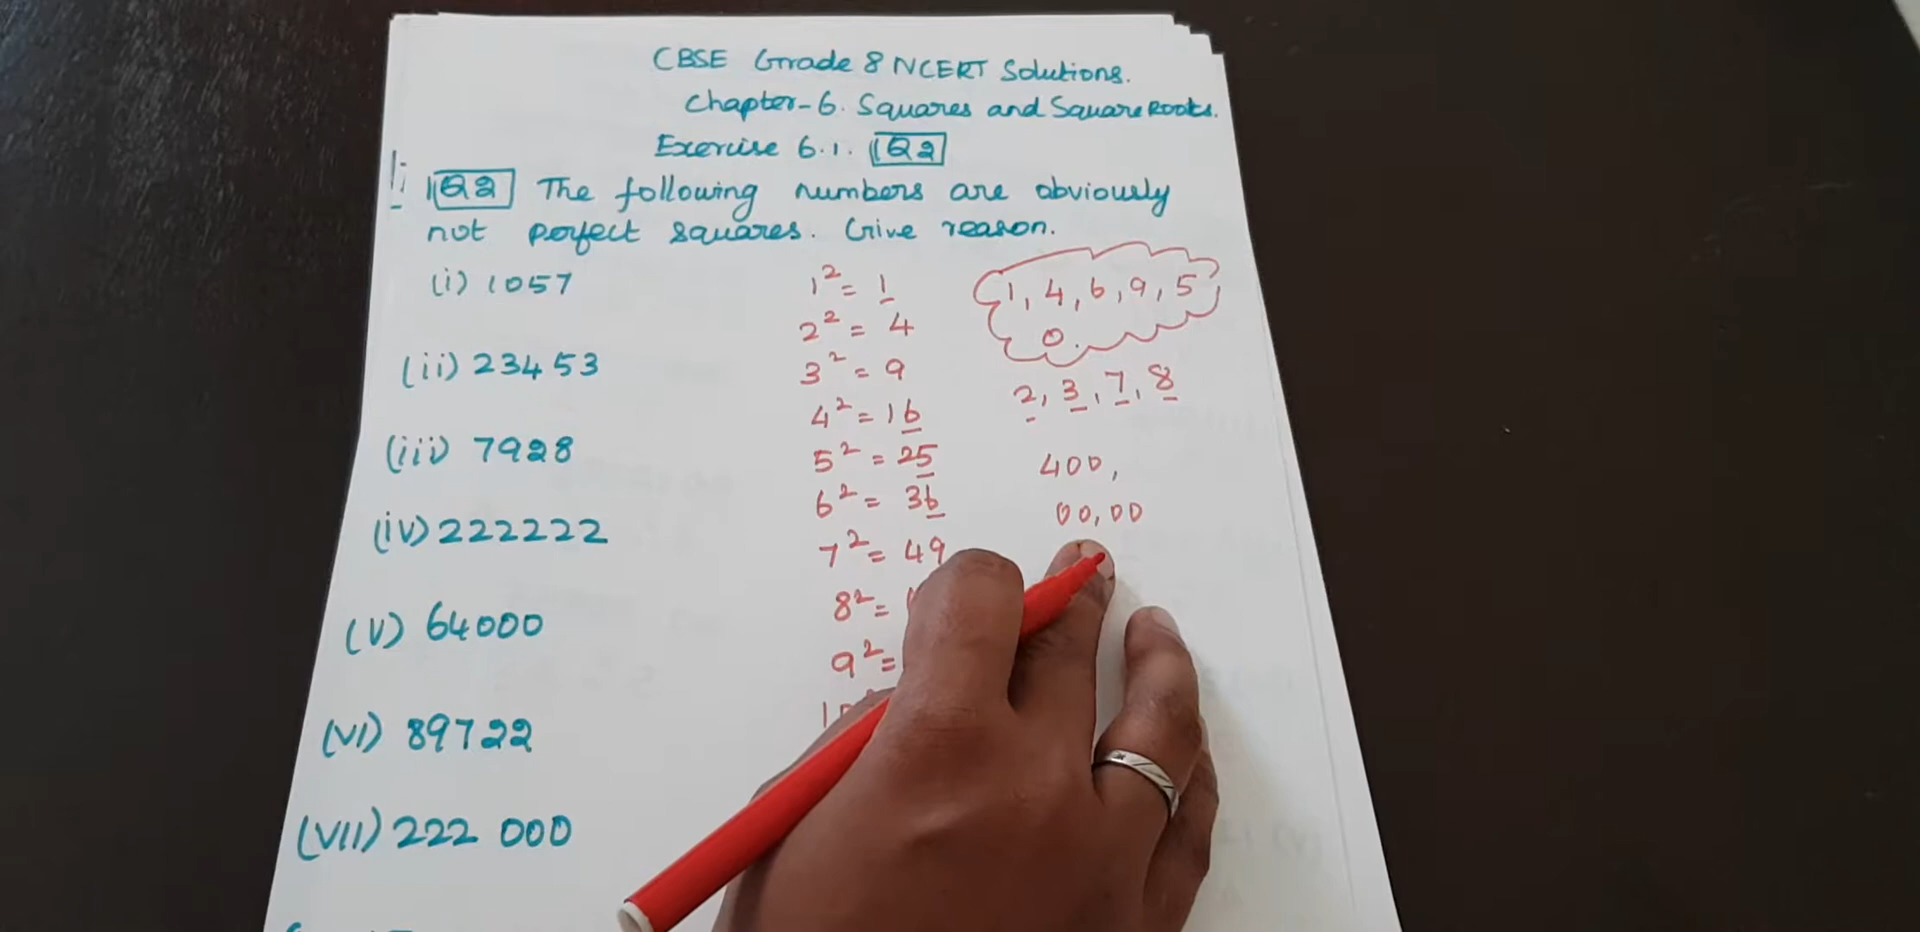 CBSE Grade 8 NCERT Solutions.
Chapter-6. Squares and Square Roots.
Exercise 6.1. Q2
Q2 The following numbers are obviously
not perfect squares. Give reason.
(i) 1057
(ii) 23453
(iii) 7928
(iv) 222222
(V) 64000
(VI) 89722
(VII) 222 000
1² = 1
2² = 4
3² = 9
4² = 16
5² = 25
6² = 36
7² = 49
8² =
9² =
1, 4, 6, 9, 5,
0.
2, 3, 7, 8
400,
00,00